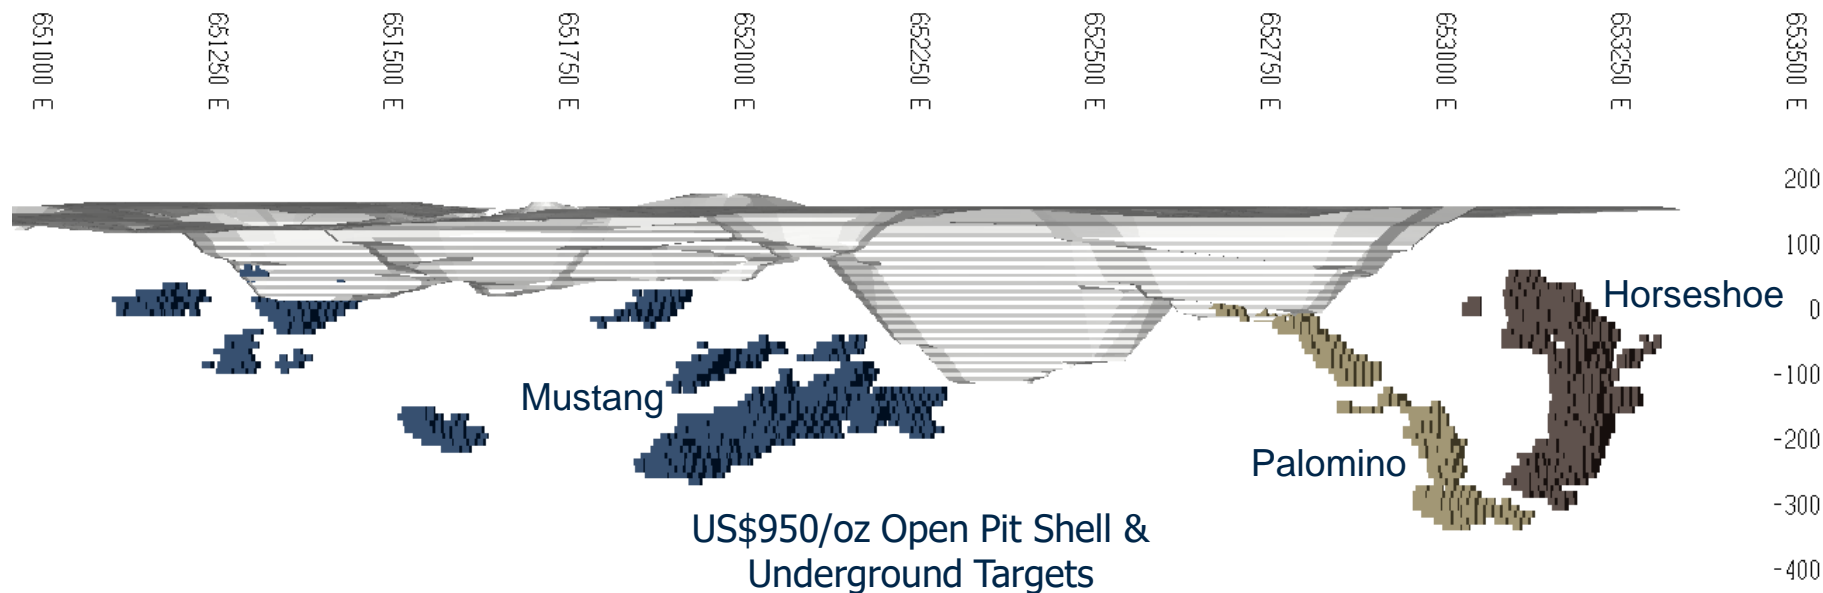 651000 E
651250 E
651500 E
651750 E
652000 E
652250 E
652500 E
652750 E
653000 E
653250 E
653500 E
200
100
Horseshoe
0
-100
Mustang
-200
Palomino
-300
US$950/oz Open Pit Shell &
Underground Targets
-400